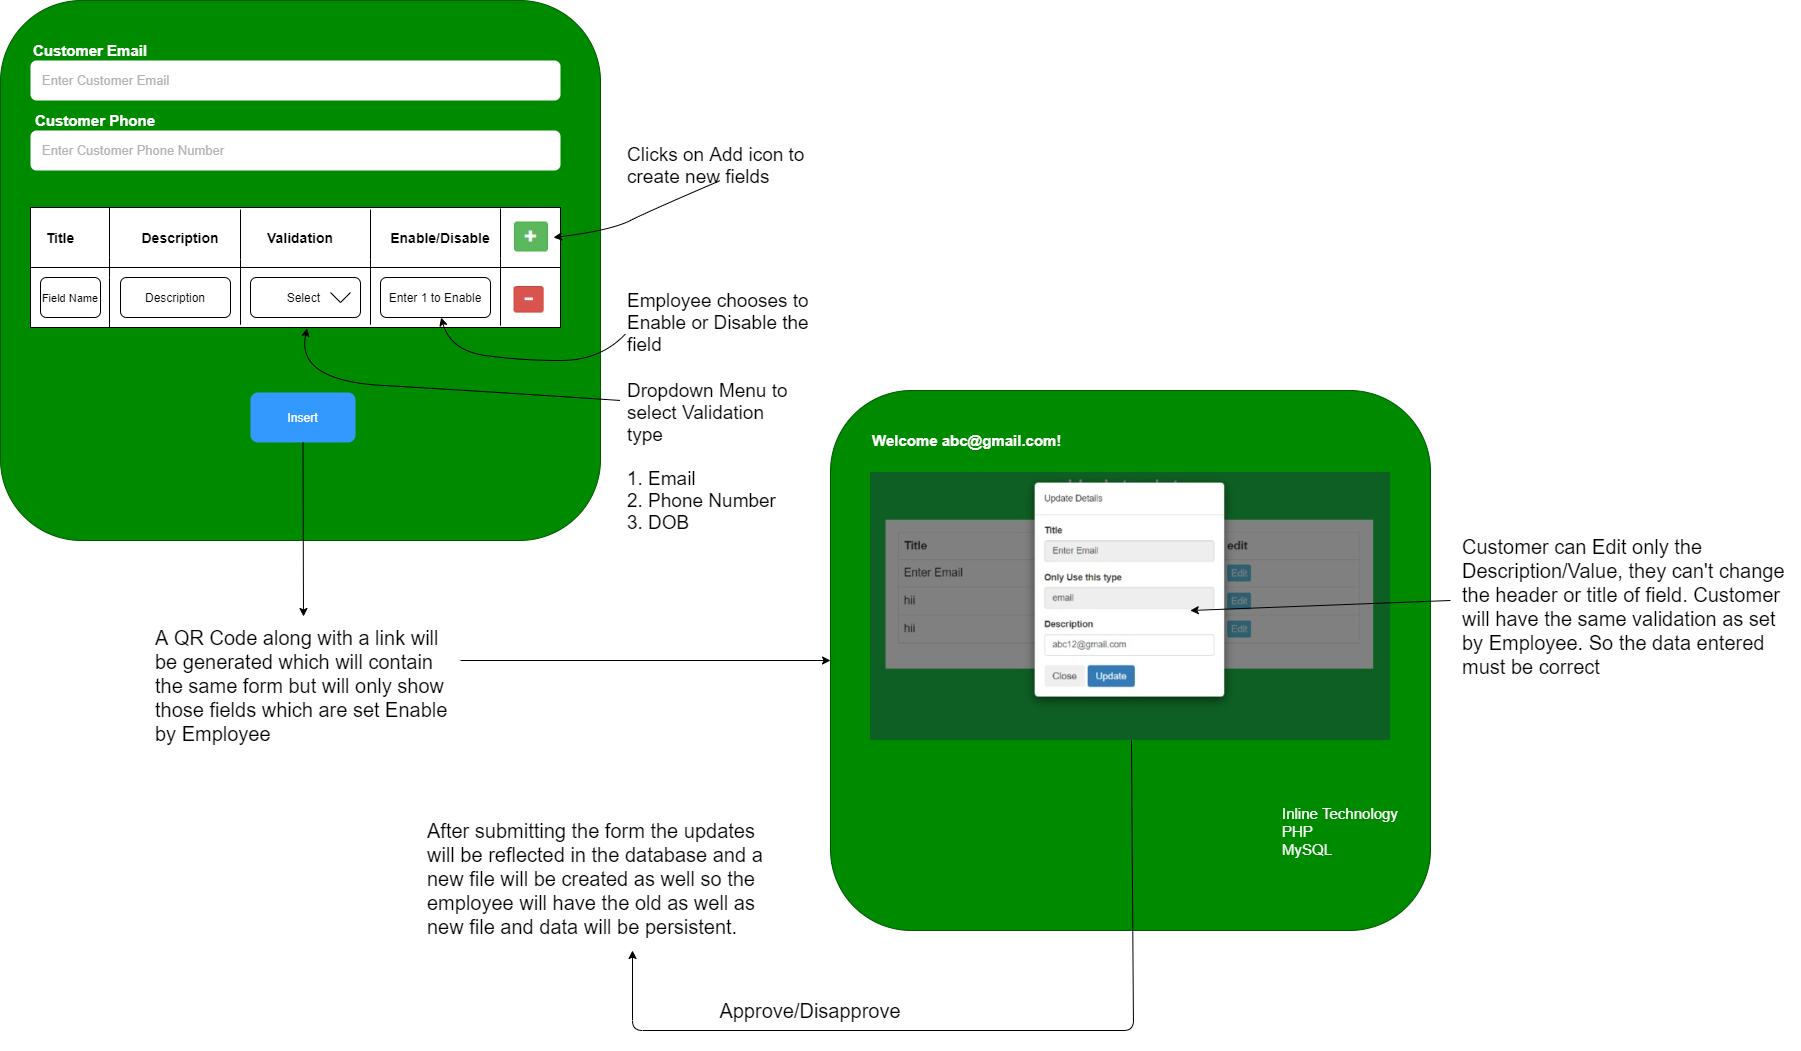 Customer Email
Enter Customer Email
Customer Phone
Enter Customer Phone Number
Title
Description
Validation
Enable/Disable
+
Field Name
Description
Select
Enter 1 to Enable
-
Insert
Clicks on Add icon to
create new fields
Employee chooses to
Enable or Disable the
field
Dropdown Menu to
select Validation
type
1. Email
2. Phone Number
3. DOB
A QR Code along with a link will
be generated which will contain
the same form but will only show
those fields which are set Enable
by Employee
Welcome abc@gmail.com!
Update Details
Title
Enter Email
Only Use this type
email
Description
abc12@gmail.com
Close
Update
Title
edit
Enter Email
Edit
hii
Edit
hii
Edit
Inline Technology
PHP
MySQL
Customer can Edit only the
Description/Value, they can't change
the header or title of field. Customer
will have the same validation as set
by Employee. So the data entered
must be correct
After submitting the form the updates
will be reflected in the database and a
new file will be created as well so the
employee will have the old as well as
new file and data will be persistent.
Approve/Disapprove